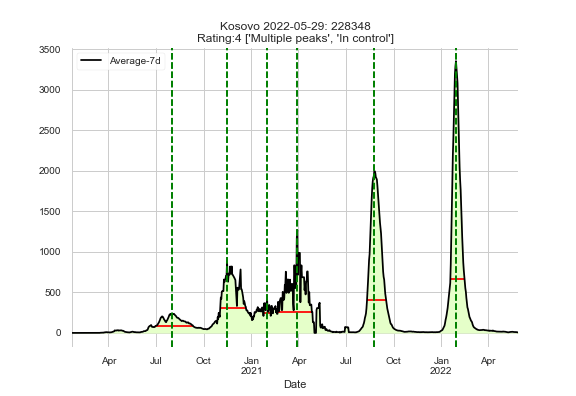 Kosovo 2022-05-29: 228348
Rating:4 ['Multiple peaks', 'In control']
Average-7d
3500
3000
2500
2000
1500
1000
500
0
Apr Jul Oct Jan Apr Jul Oct Jan Apr
2021 2022
Date